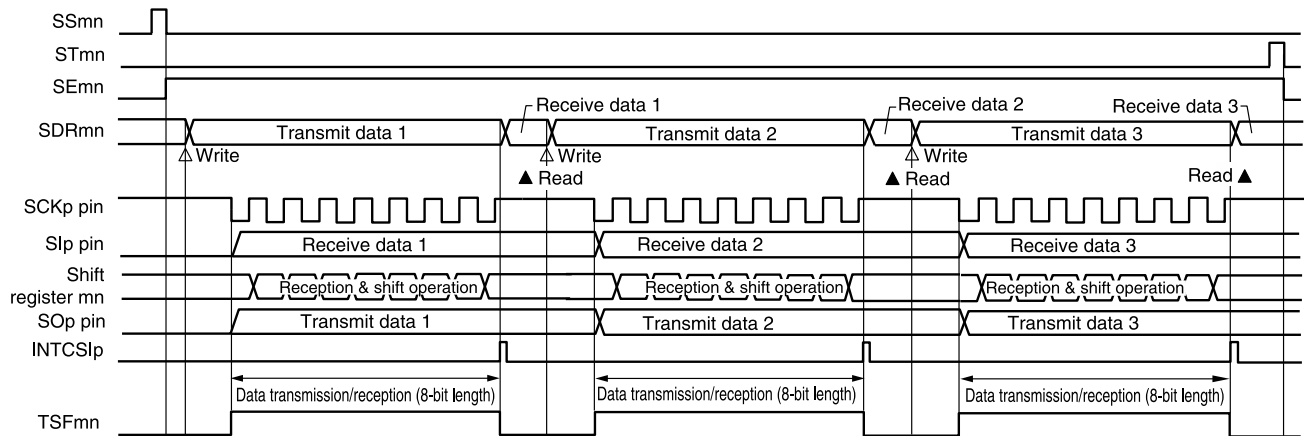 SSmn
STmn
SEmn
Receive data 1
Receive data 2
Receive data 3
SDRmn
Transmit data 1
Transmit data 2
Transmit data 3
Write
Write
Write
▲ Read
▲ Read
Read ▲
SCKp pin
SIp pin
Receive data 1
Receive data 2
Receive data 3
Shift
register mn
Reception & shift operation
Reception & shift operation
Reception & shift operation
SOp pin
Transmit data 1
Transmit data 2
Transmit data 3
INTCSIp
Data transmission/reception (8-bit length)
Data transmission/reception (8-bit length)
Data transmission/reception (8-bit length)
TSFmn